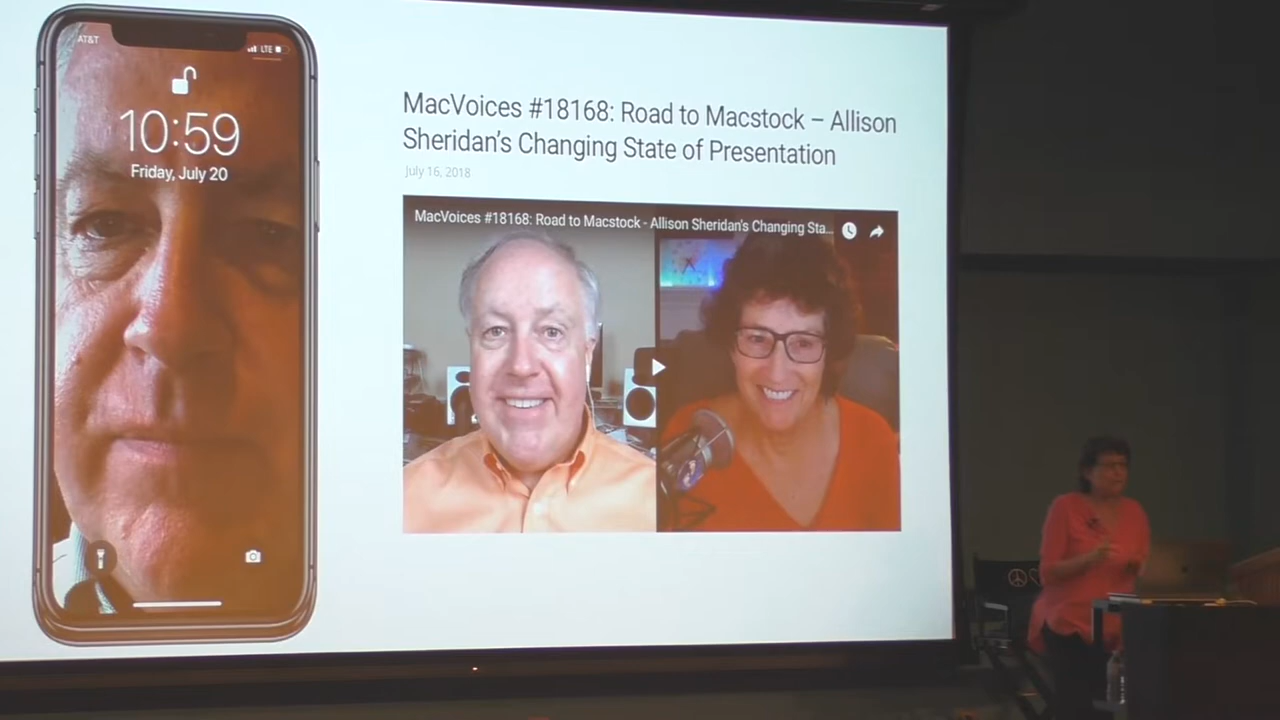 AT&T
LTE
10:59
Friday, July 20
MacVoices #18168: Road to Macstock – Allison
Sheridan's Changing State of Presentation
July 16, 2018
MacVoices #18168: Road to Macstock - Allison Sheridan's Changing Sta...